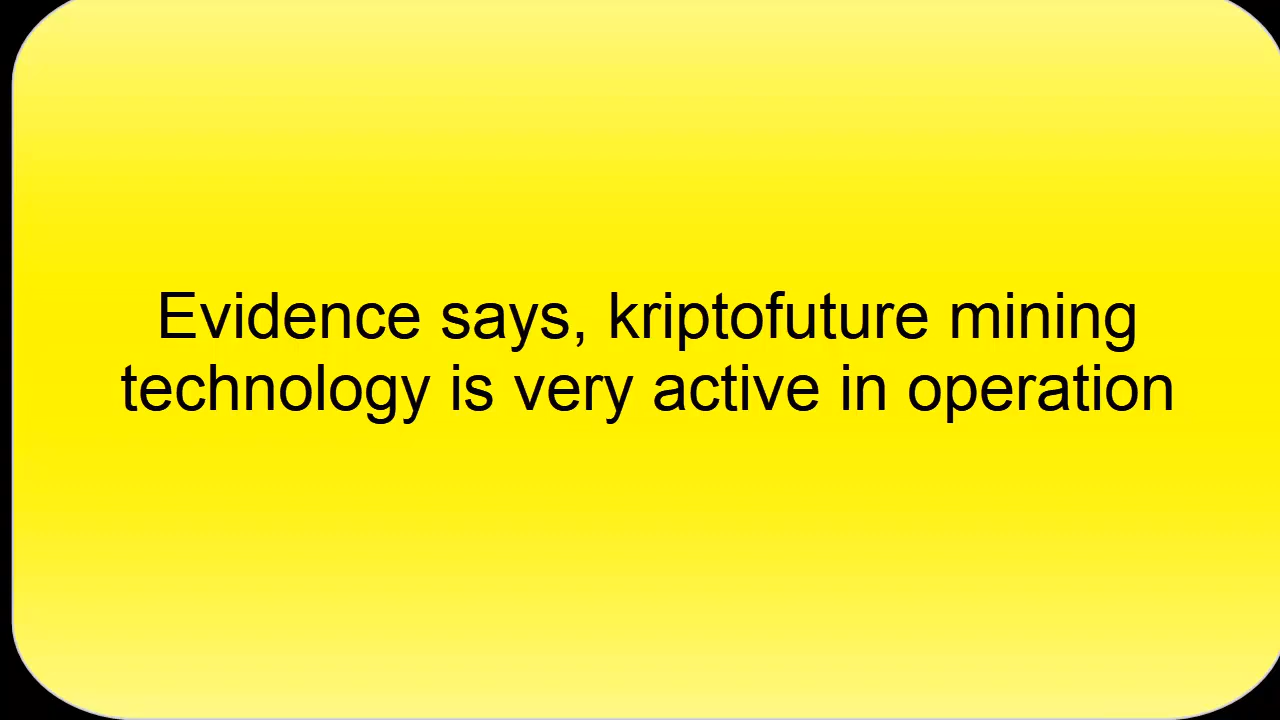 Evidence says, kriptofuture mining
technology is very active in operation